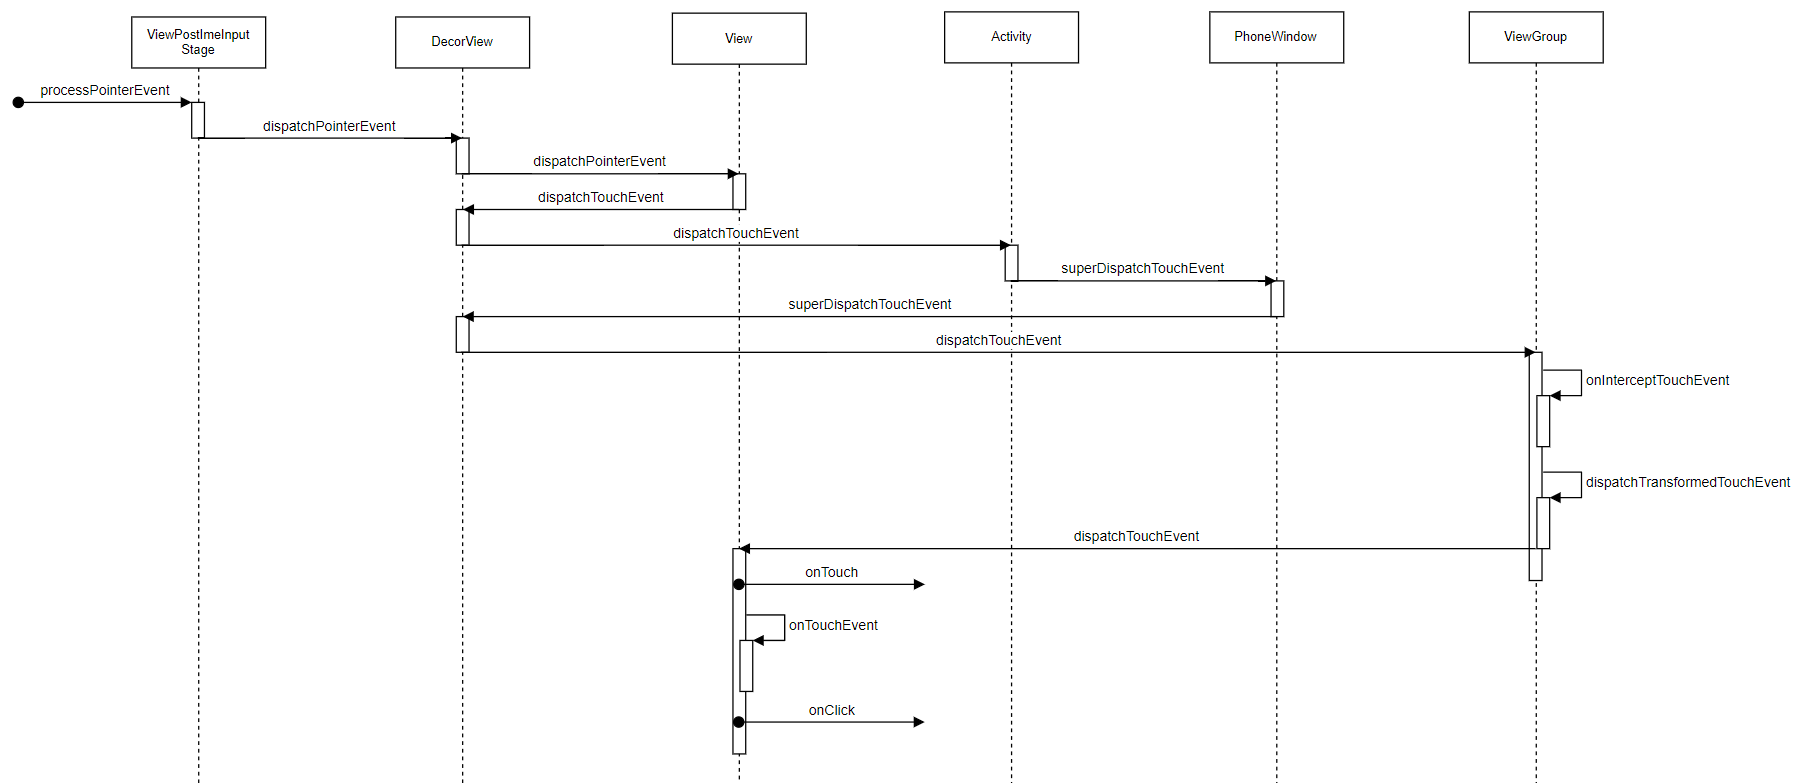 ViewPostImeInput
Stage
DecorView
View
Activity
PhoneWindow
ViewGroup
processPointerEvent
dispatchPointerEvent
dispatchPointerEvent
dispatchTouchEvent
dispatchTouchEvent
superDispatchTouchEvent
superDispatchTouchEvent
dispatchTouchEvent
onInterceptTouchEvent
dispatchTransformedTouchEvent
dispatchTouchEvent
onTouch
onTouchEvent
onClick